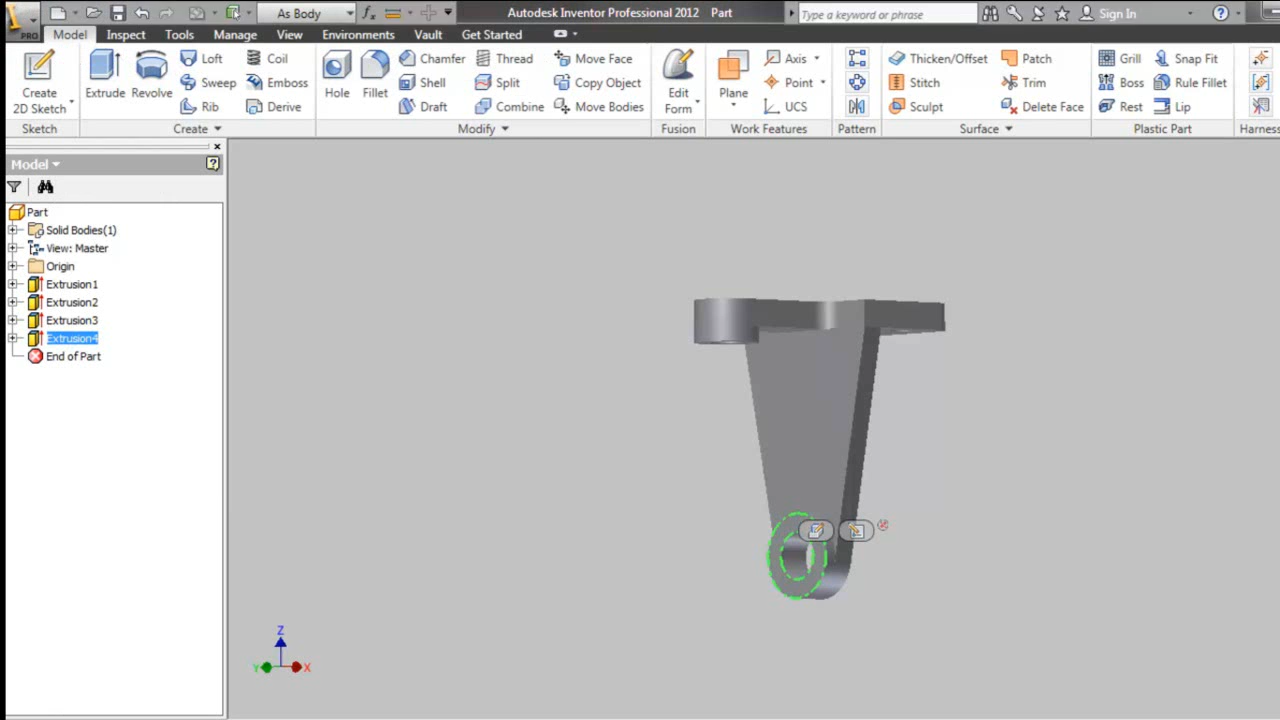 As Body fx Autodesk Inventor Professional 2012 Part Type a keyword or phrase Sign In ?
PRO Model Inspect Tools Manage View Environments Vault Get Started
Loft Coil Chamfer Thread Move Face Axis Thicken/Offset Patch Grill Snap Fit
Create 2D Sketch Extrude Revolve Sweep Emboss Hole Fillet Shell Split Copy Object Edit Form Plane Point Stitch Trim Boss Rule Fillet
Rib Derive Draft Combine Move Bodies UCS Sculpt Delete Face Rest Lip
Sketch Create Modify Fusion Work Features Pattern Surface Plastic Part Harness
Model ?
Part
Solid Bodies(1)
View: Master
Origin
Extrusion1
Extrusion2
Extrusion3
Extrusion4
End of Part
Z
Y X